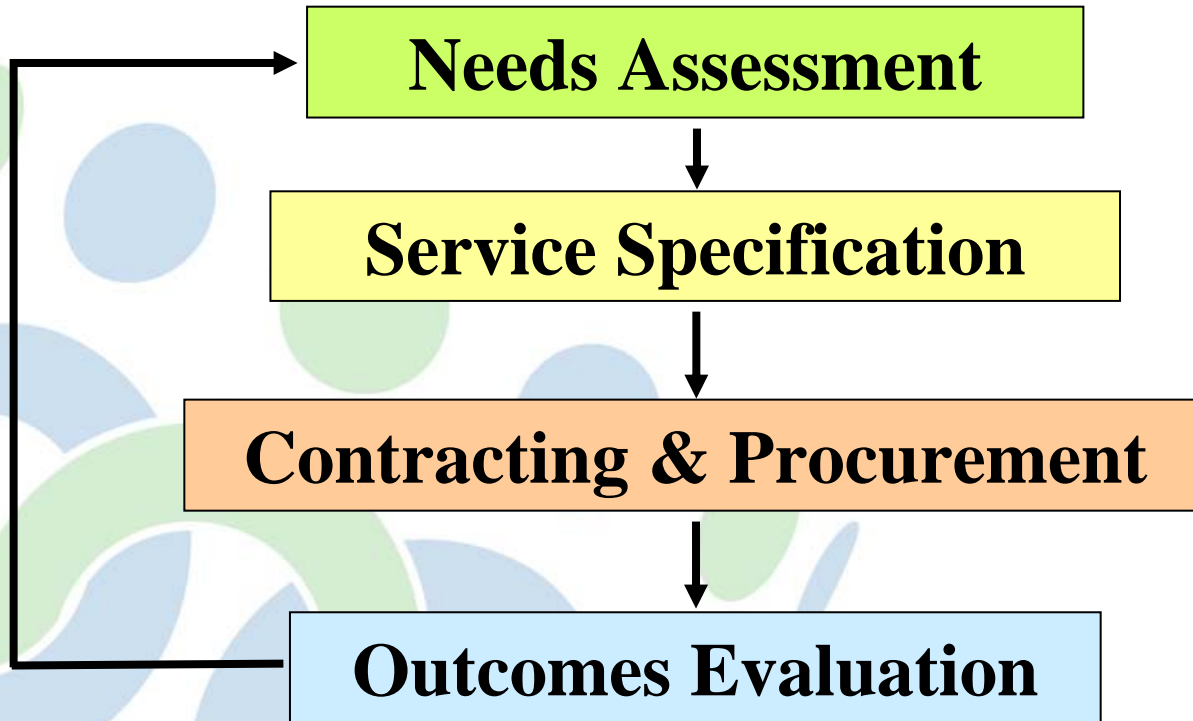 Needs Assessment
Service Specification
Contracting & Procurement
Outcomes Evaluation